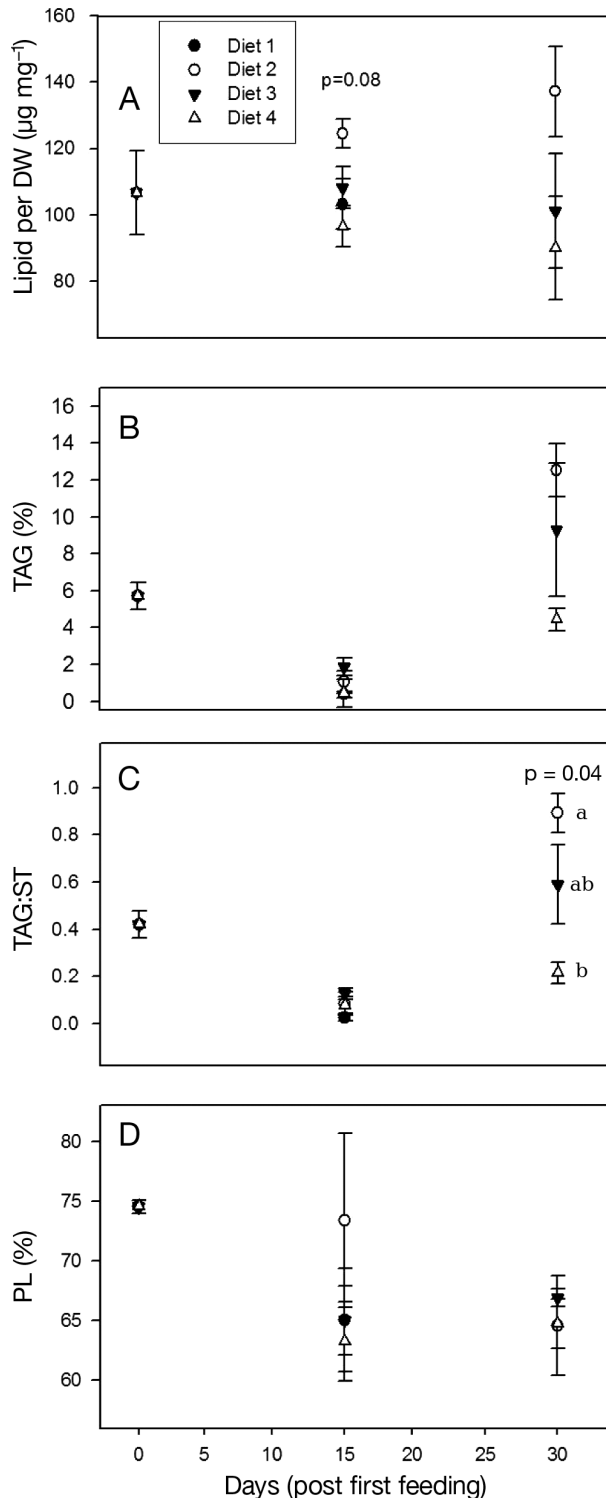 160
140
120
100
80
Lipid per DW (µg mg⁻¹)
A
Diet 1
Diet 2
Diet 3
Diet 4
p=0.08
16
14
12
10
8
6
4
2
0
TAG (%)
B
1.0
0.8
0.6
0.4
0.2
0.0
TAG:ST
C
p = 0.04
a
ab
b
80
75
70
65
60
PL (%)
D
0 5 10 15 20 25 30
Days (post first feeding)